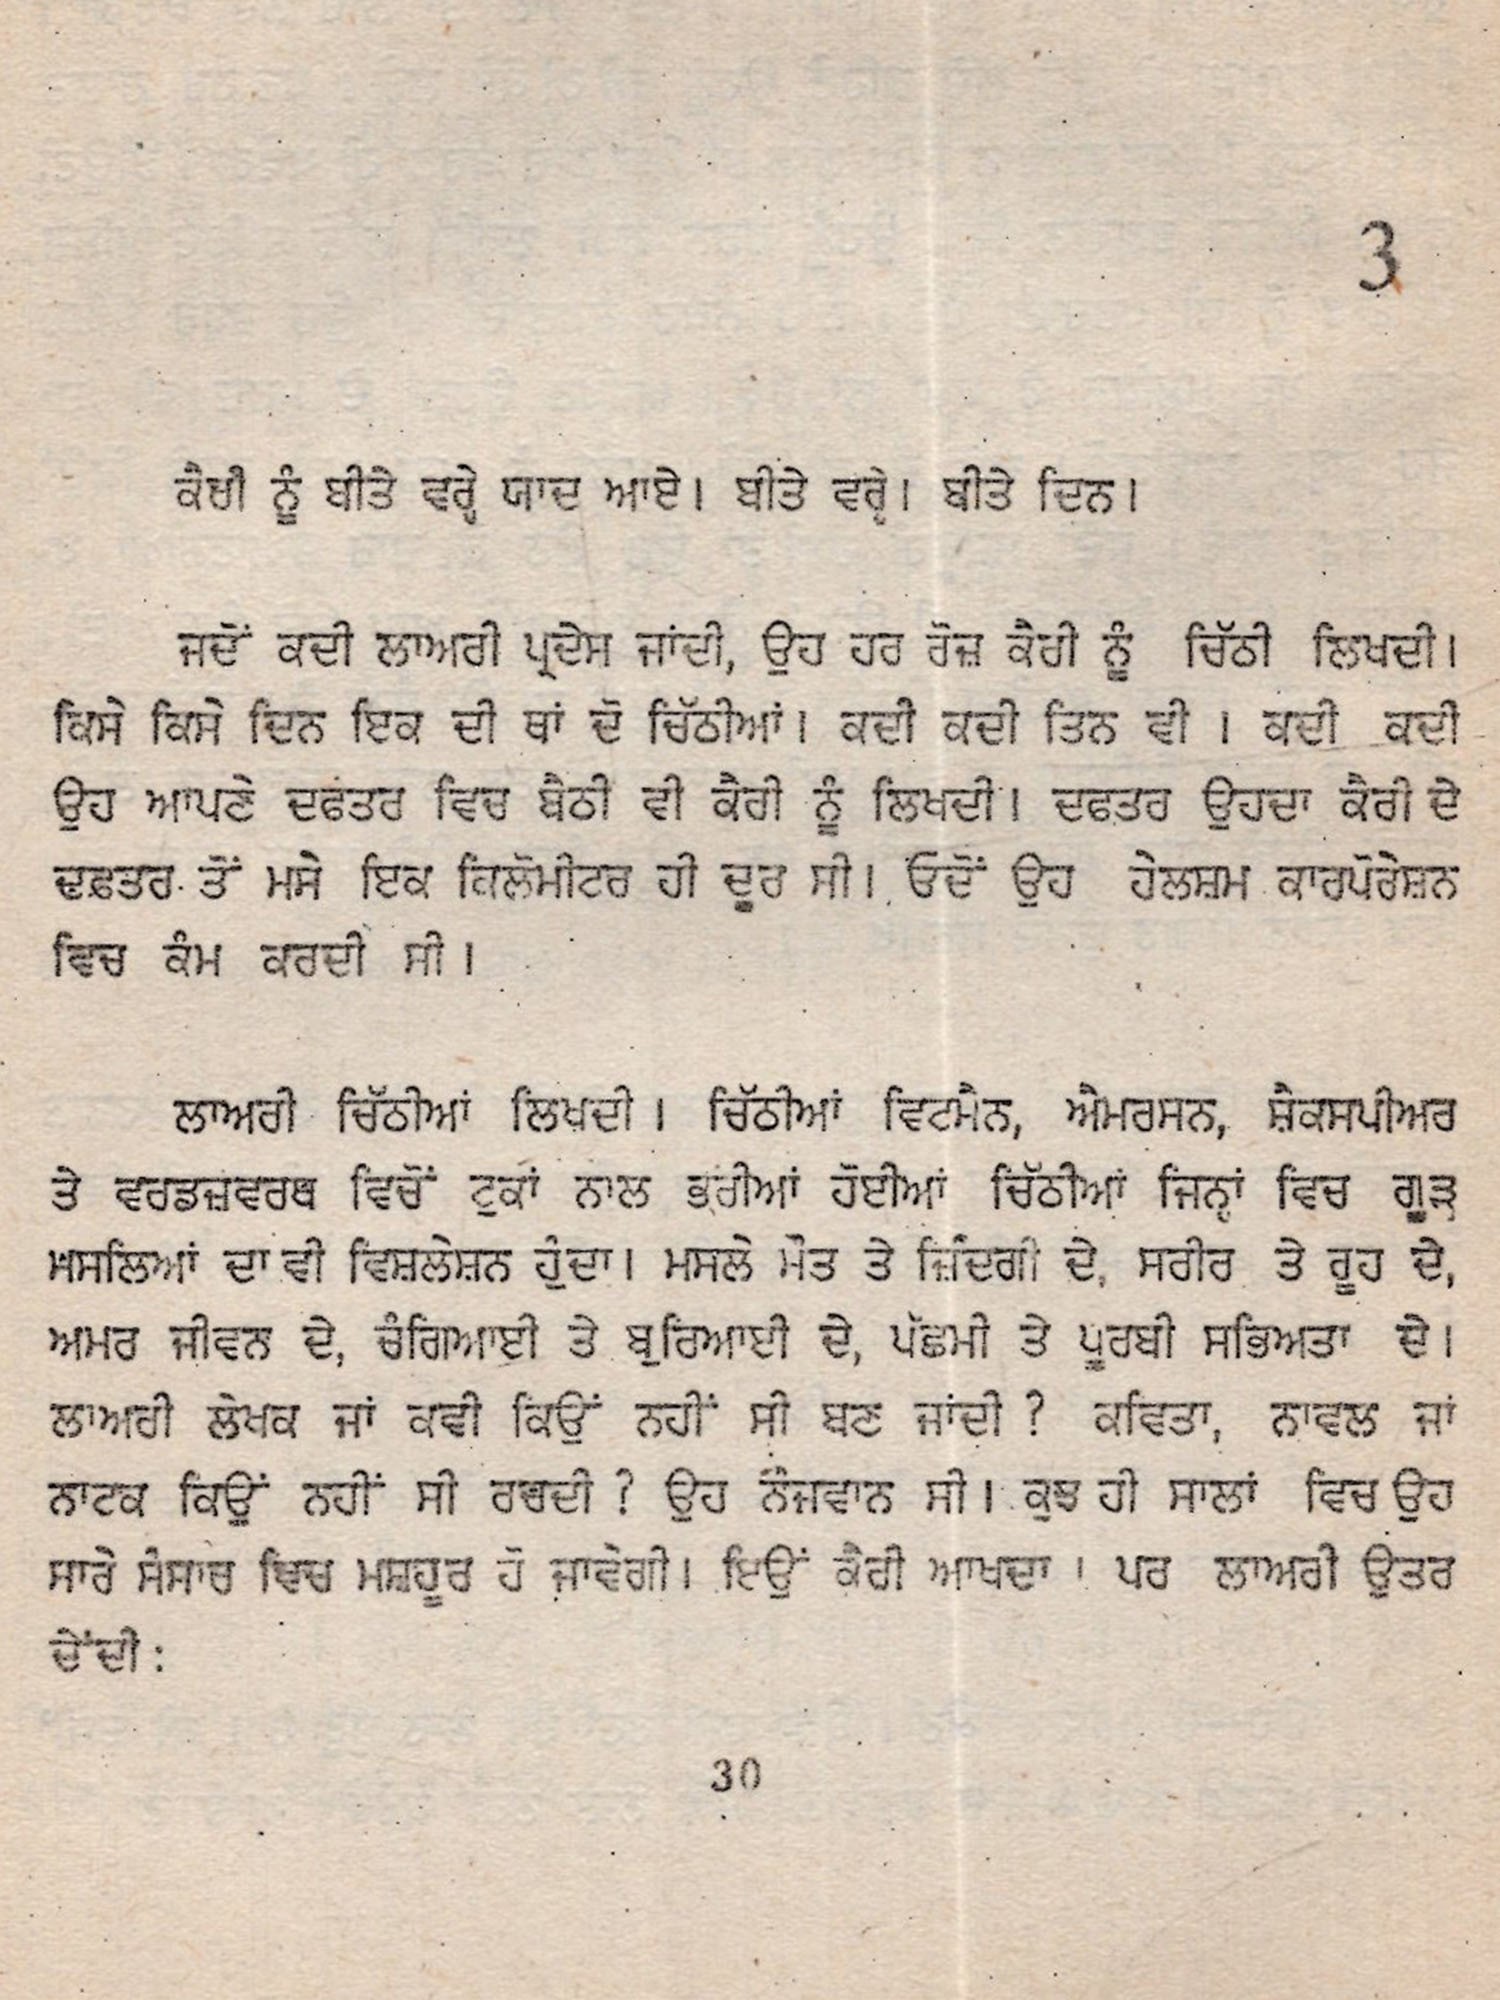 3
ਕੈਰੀ ਨੂੰ ਬੀਤੇ ਵਰ੍ਹੇ ਯਾਦ ਆਏ। ਬੀਤੇ ਵਰ੍ਹੇ। ਬੀਤੇ ਦਿਨ।
ਜਦੋਂ ਕਦੀ ਲਾਅਰੀ ਪ੍ਰਦੇਸ ਜਾਂਦੀ, ਉਹ ਹਰ ਰੋਜ਼ ਕੈਰੀ ਨੂੰ ਚਿੱਠੀ ਲਿਖਦੀ।
ਕਿਸੇ ਕਿਸੇ ਦਿਨ ਇਕ ਦੀ ਥਾਂ ਦੋ ਚਿੱਠੀਆਂ। ਕਦੀ ਕਦੀ ਤਿਨ ਵੀ । ਕਦੀ ਕਦੀ
ਉਹ ਆਪਣੇ ਦਫਤਰ ਵਿਚ ਬੈਠੀ ਵੀ ਕੈਰੀ ਨੂੰ ਲਿਖਦੀ। ਦਫਤਰ ਉਹਦਾ ਕੈਰੀ ਦੇ
ਦਫ਼ਤਰ ਤੋਂ ਮਸੇ ਇਕ ਕਿਲੋਮੀਟਰ ਹੀ ਦੂਰ ਸੀ। ਓਦੋਂ ਉਹ ਹੇਲਸ਼ਮ ਕਾਰਪੋਰੇਸ਼ਨ
ਵਿਚ ਕੰਮ ਕਰਦੀ ਸੀ।
ਲਾਅਰੀ ਚਿੱਠੀਆਂ ਲਿਖਦੀ। ਚਿੱਠੀਆਂ ਵਿਟਮੈਨ, ਐਮਰਸਨ, ਸ਼ੈਕਸਪੀਅਰ
ਤੇ ਵਰਡਜ਼ਵਰਥ ਵਿਚੋਂ ਟੁਕਾਂ ਨਾਲ ਭਰੀਆਂ ਹੋਈਆਂ ਚਿੱਠੀਆਂ ਜਿਨ੍ਹਾਂ ਵਿਚ ਗੂੜ੍ਹ
ਮਸਲਿਆਂ ਦਾ ਵੀ ਵਿਸ਼ਲੇਸ਼ਨ ਹੁੰਦਾ। ਮਸਲੇ ਮੌਤ ਤੇ ਜ਼ਿੰਦਗੀ ਦੇ, ਸਰੀਰ ਤੇ ਰੂਹ ਦੇ,
ਅਮਰ ਜੀਵਨ ਦੇ, ਚੰਗਿਆਈ ਤੇ ਬੁਰਿਆਈ ਦੇ, ਪੱਛਮੀ ਤੇ ਪੂਰਬੀ ਸਭਿਅਤਾ ਦੇ।
ਲਾਅਰੀ ਲੇਖਕ ਜਾਂ ਕਵੀ ਕਿਉਂ ਨਹੀਂ ਸੀ ਬਣ ਜਾਂਦੀ ? ਕਵਿਤਾ, ਨਾਵਲ ਜਾਂ
ਨਾਟਕ ਕਿਉਂ ਨਹੀਂ ਸੀ ਰਚਦੀ ? ਉਹ ਨੌਜਵਾਨ ਸੀ। ਕੁਝ ਹੀ ਸਾਲਾਂ ਵਿਚ ਉਹ
ਸਾਰੇ ਸੰਸਾਰ ਵਿਚ ਮਸ਼ਹੂਰ ਹੋ ਜਾਵੇਗੀ। ਇਉਂ ਕੈਰੀ ਆਖਦਾ । ਪਰ ਲਾਅਰੀ ਉਤਰ
ਦੇਂਦੀ :
30